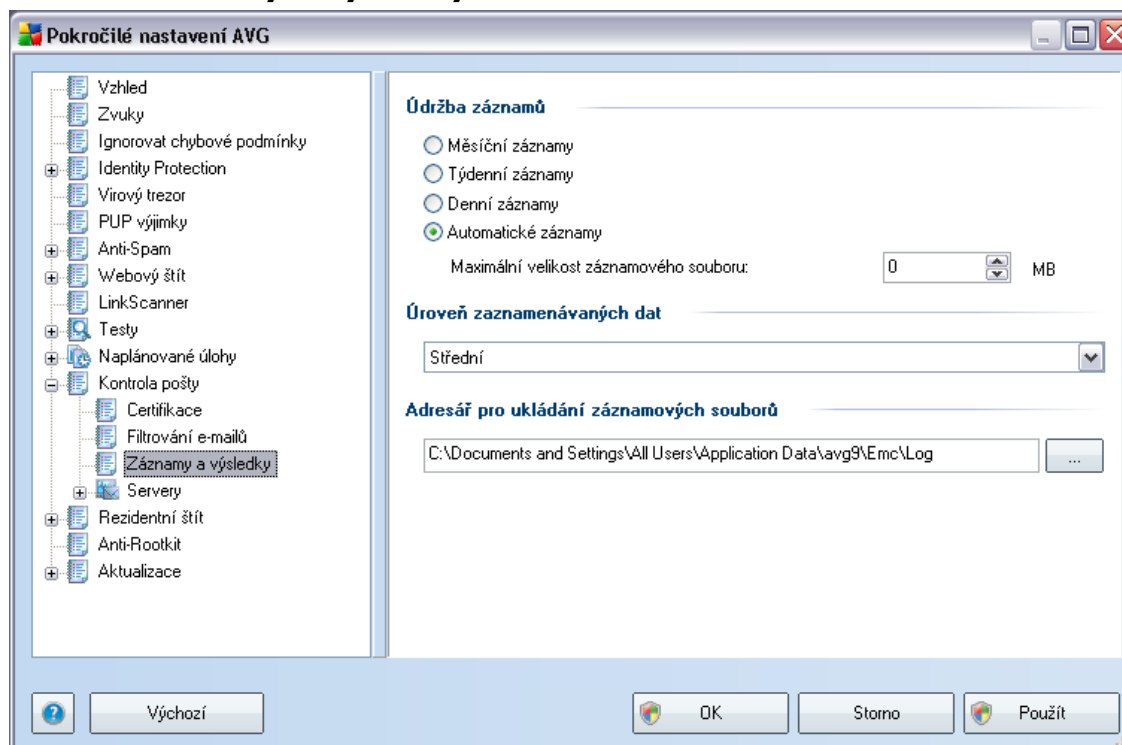 Pokročilé nastavení AVG
Vzhled
Zvuky
Ignorovat chybové podmínky
Identity Protection
Virový trezor
PUP výjimky
Anti-Spam
Webový štít
LinkScanner
Testy
Naplánované úlohy
Kontrola pošty
Certifikace
Filtrování e-mailů
Záznamy a výsledky
Servery
Rezidentní štít
Anti-Rootkit
Aktualizace
Údržba záznamů
Měsíční záznamy
Týdenní záznamy
Denní záznamy
Automatické záznamy
Maximální velikost záznamového souboru: 0 MB
Úroveň zaznamenávaných dat
Střední
Adresář pro ukládání záznamových souborů
C:\Documents and Settings\All Users\Application Data\avg9\Emc\Log ...
Výchozí OK Storno Použít